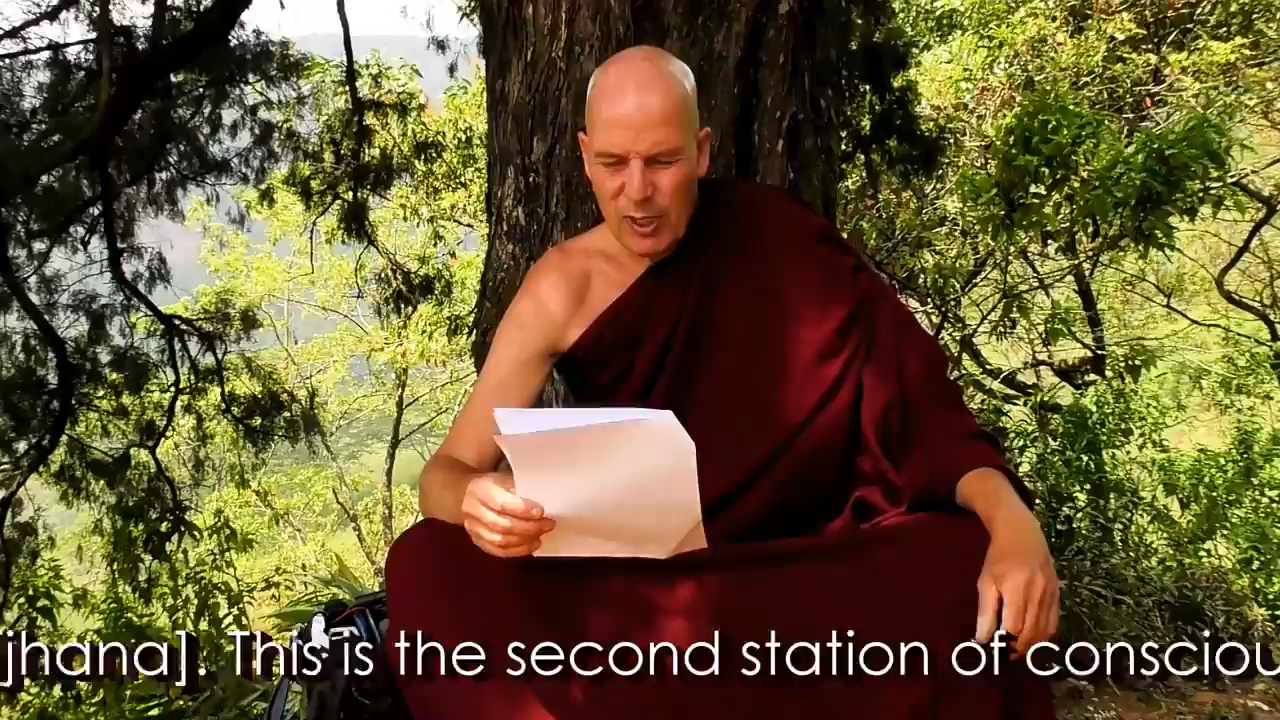 jhana]. This is the second station of consciou